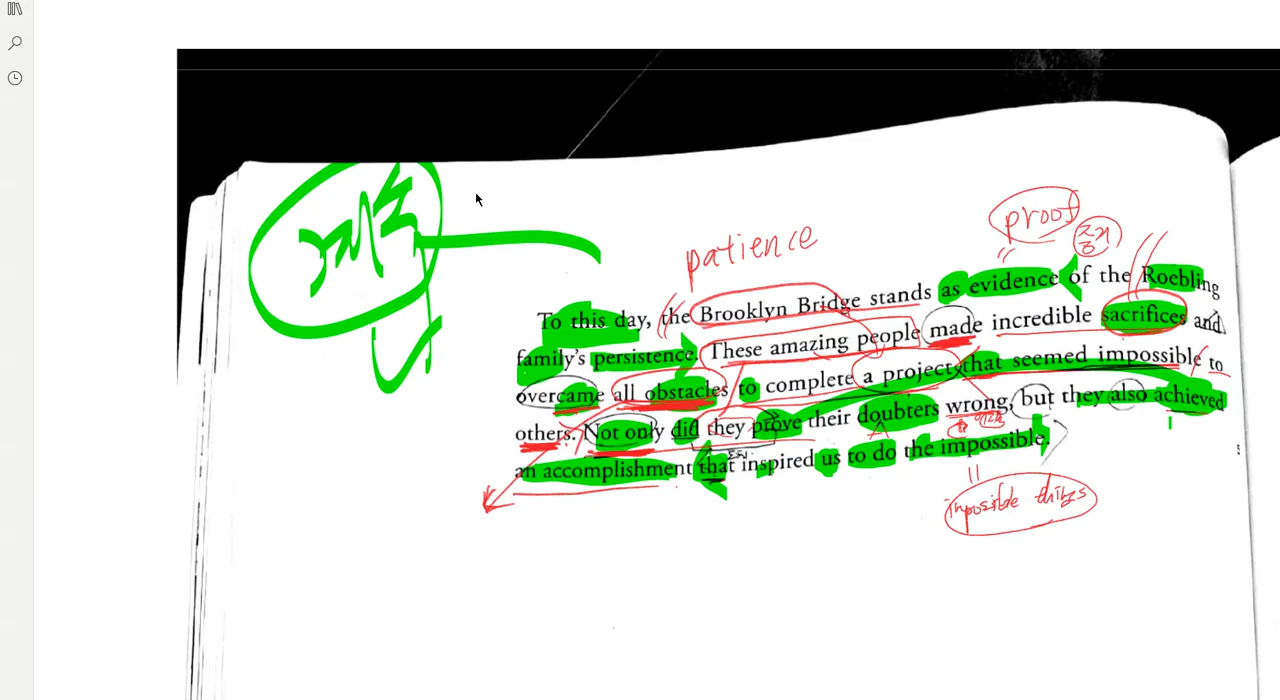 proof
patience
To this day, the Brooklyn Bridge stands as evidence of the Roebling
family's persistence. These amazing people made incredible sacrifices and
overcame all obstacles to complete a project that seemed impossible to
others. Not only did they prove their doubters wrong, but they also achieved
an accomplishment that inspired us to do the impossible.
imposible things